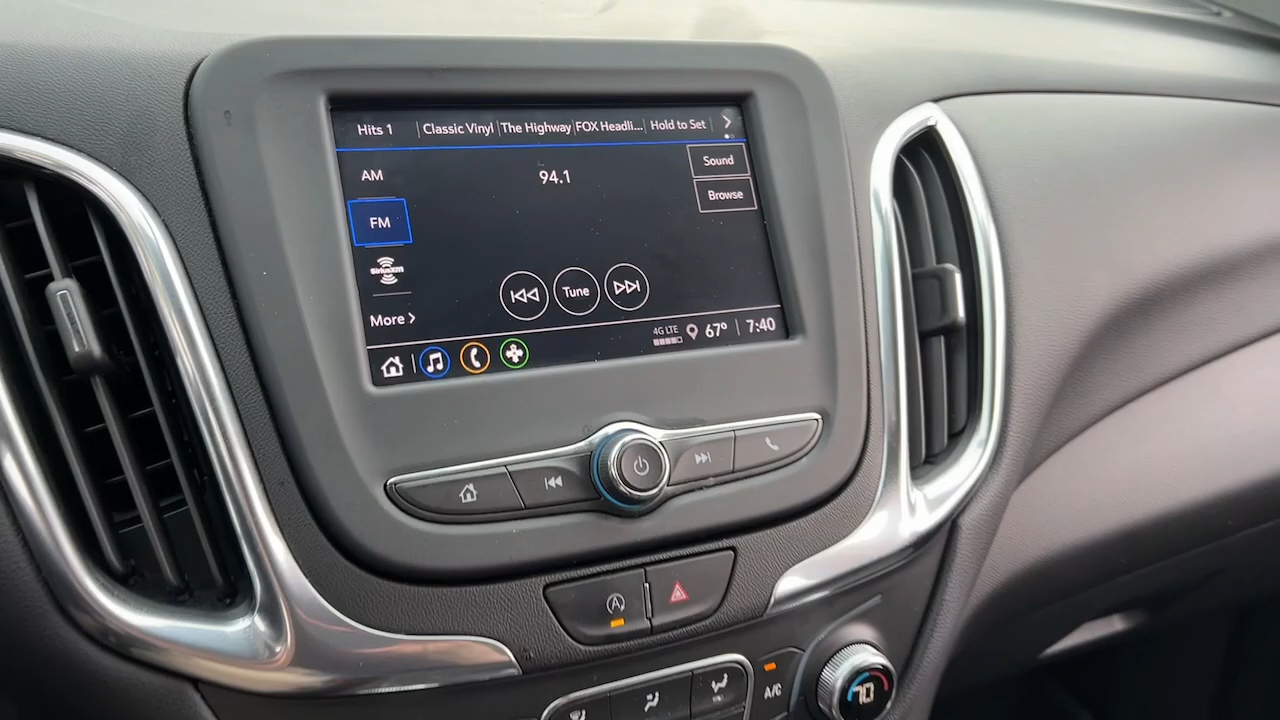 Hits 1 Classic Vinyl The Highway FOX Headli... Hold to Set
AM
94.1
Sound
Browse
FM
SiriusXM
Tune
More
4G LTE 67° 7:40
A
A/C
70